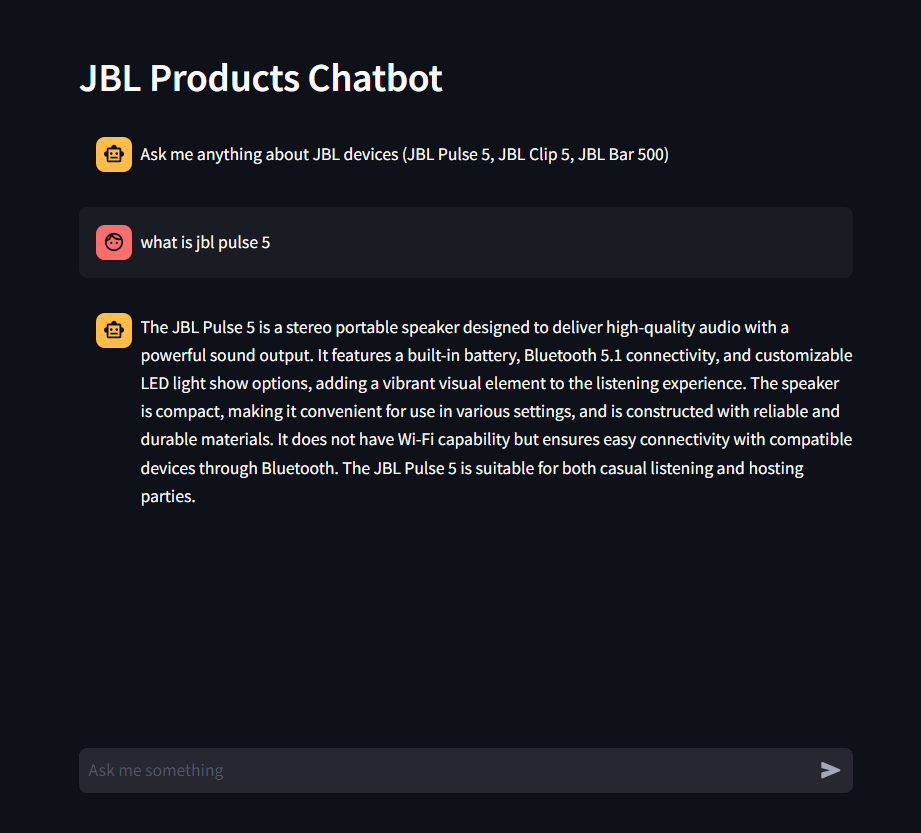 JBL Products Chatbot
Ask me anything about JBL devices (JBL Pulse 5, JBL Clip 5, JBL Bar 500)
what is jbl pulse 5
The JBL Pulse 5 is a stereo portable speaker designed to deliver high-quality audio with a
powerful sound output. It features a built-in battery, Bluetooth 5.1 connectivity, and customizable
LED light show options, adding a vibrant visual element to the listening experience. The speaker
is compact, making it convenient for use in various settings, and is constructed with reliable and
durable materials. It does not have Wi-Fi capability but ensures easy connectivity with compatible
devices through Bluetooth. The JBL Pulse 5 is suitable for both casual listening and hosting
parties.
Ask me something